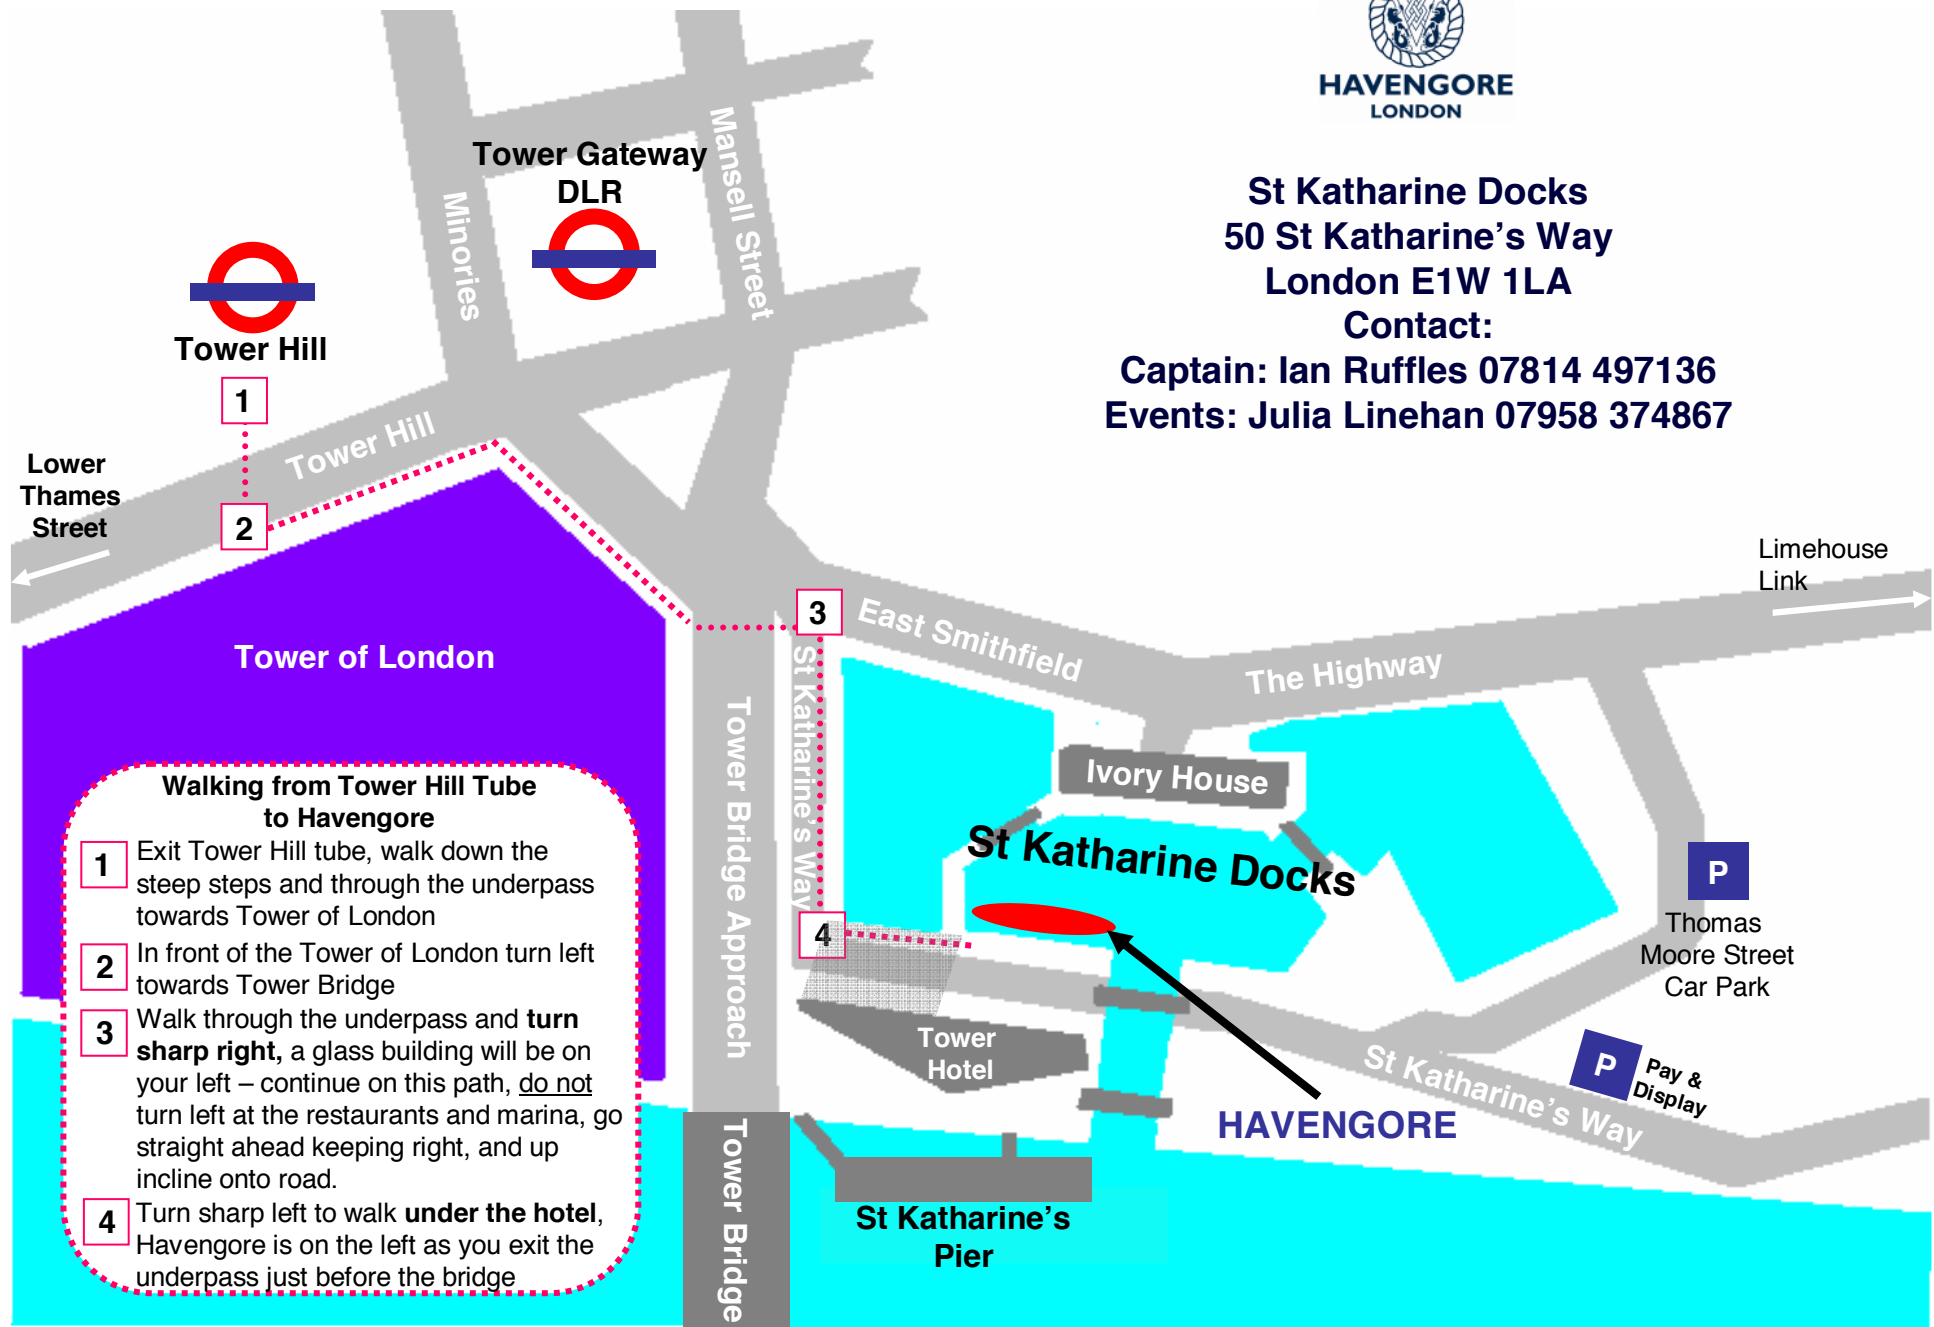 HAVENGORE
LONDON
St Katharine Docks
50 St Katharine's Way
London E1W 1LA
Contact:
Captain: Ian Ruffles 07814 497136
Events: Julia Linehan 07958 374867
Tower Gateway
DLR
Minories
Mansell Street
Tower Hill
1
Tower Hill
2
Lower
Thames
Street
Limehouse
Link
Tower of London
3
East Smithfield
The Highway
St Katharine's Way
Tower Bridge Approach
Ivory House
St Katharine Docks
4
P
Thomas
Moore Street
Car Park
Tower
Hotel
St Katharine's Way
P
Pay &
Display
HAVENGORE
Tower Bridge
St Katharine's
Pier
Walking from Tower Hill Tube
to Havengore
1 Exit Tower Hill tube, walk down the
steep steps and through the underpass
towards Tower of London
2 In front of the Tower of London turn left
towards Tower Bridge
3 Walk through the underpass and turn
sharp right, a glass building will be on
your left – continue on this path, do not
turn left at the restaurants and marina, go
straight ahead keeping right, and up
incline onto road.
4 Turn sharp left to walk under the hotel,
Havengore is on the left as you exit the
underpass just before the bridge